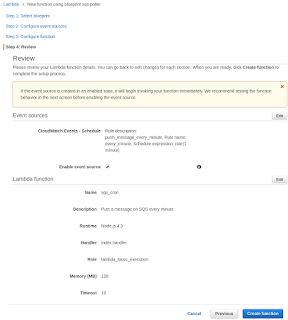 Lambda > New function using blueprint sqs-poller
Step 1: Select blueprint
Step 2: Configure event sources
Step 3: Configure function
Step 4: Review
Review
Please review your Lambda function details. You can go back to edit changes for each section. When you are ready, click Create function to
complete the setup process.
If the event source is created in an enabled state, it will begin invoking your function immediately. We recommend testing the function
behavior in the next screen before enabling the event source.
Event sources
Edit
CloudWatch Events - Schedule
Rule description:
push_message_every_minute, Rule name:
every_minute, Schedule expression: rate(1
minute)
Enable event source
Lambda function
Edit
Name sqs_cron
Description Puts a message on SQS every minute
Runtime Node.js 4.3
Handler index.handler
Role lambda_basic_execution
Memory (MB) 128
Timeout 10
Cancel Previous Create function